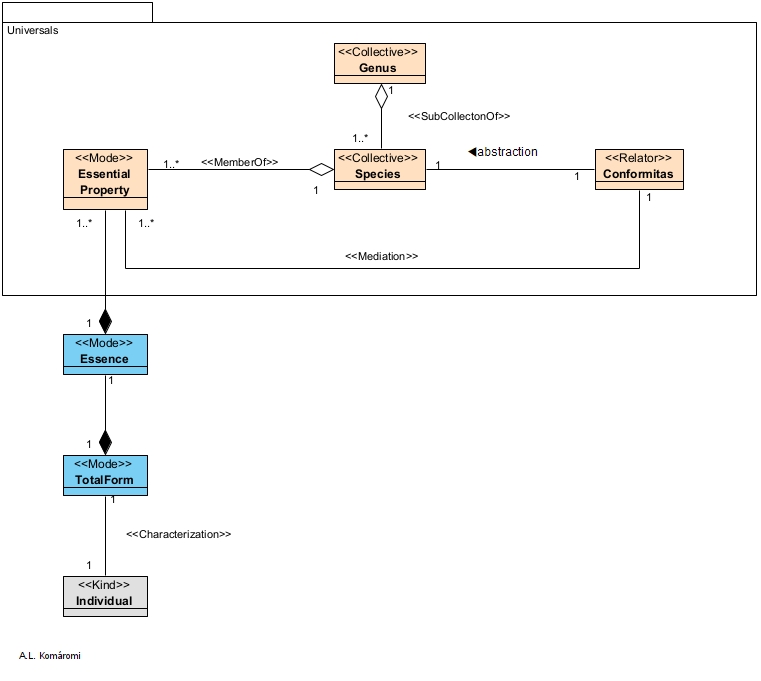 Universals
<<Collective>>
Genus
1
<<SubCollectonOf>>
1..*
<<Mode>>
Essential
Property
1..*
<<MemberOf>>
1
<<Collective>>
Species
1
◀abstraction
1
<<Relator>>
Conformitas
1
1..*
1..*
<<Mediation>>
1
<<Mode>>
Essence
1
1
<<Mode>>
TotalForm
1
<<Characterization>>
1
<<Kind>>
Individual
A.L. Komáromi